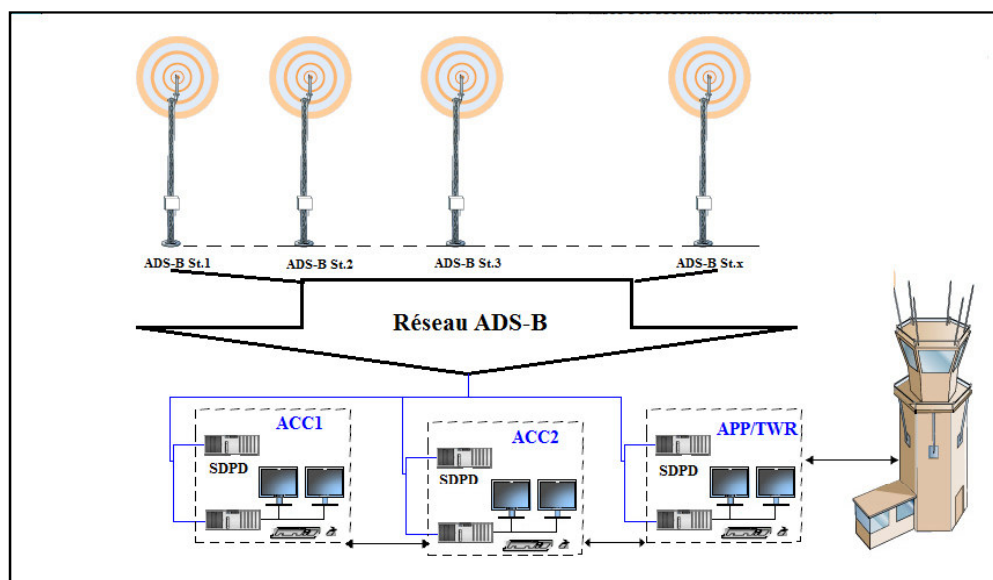 ADS-B St.1
ADS-B St.2
ADS-B St.3
ADS-B St.x
Réseau ADS-B
ACC1
SDPD
ACC2
SDPD
APP/TWR
SDPD